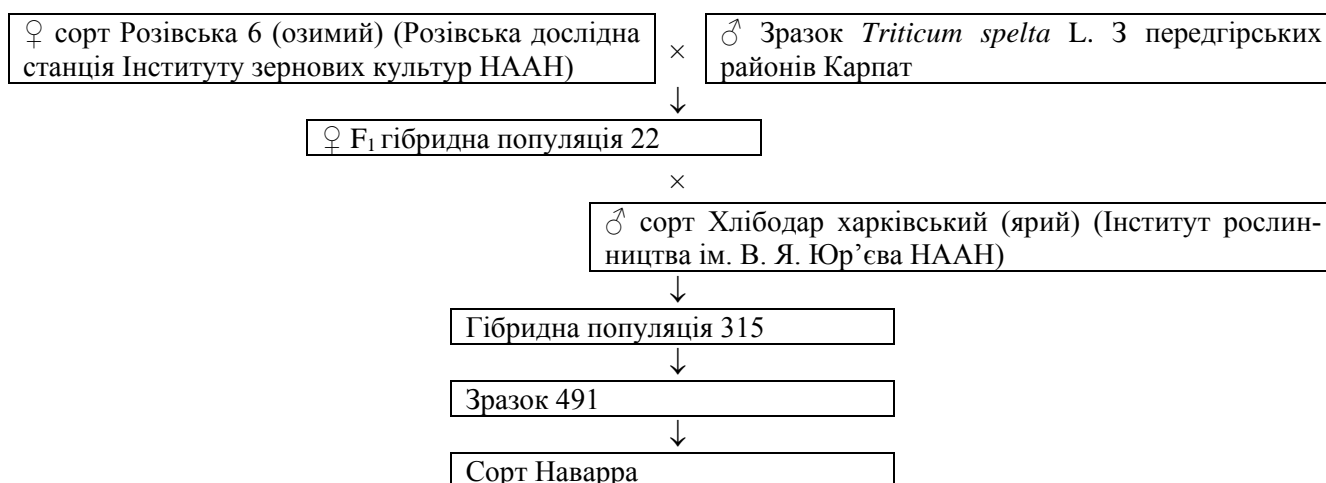 ♀ сорт Розівська 6 (озимий) (Розівська дослідна
станція Інституту зернових культур НААН)
×
♂ Зразок Triticum spelta L. З передгірських
районів Карпат
↓
♀ F₁ гібридна популяція 22
×
♂ сорт Хлібодар харківський (ярий) (Інститут рослин-
ництва ім. В. Я. Юр’єва НААН)
↓
Гібридна популяція 315
↓
Зразок 491
↓
Сорт Наварра